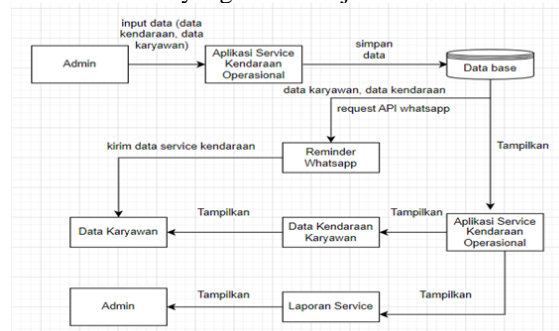 input data (data
kendaraan, data
karyawan)
Admin
Aplikasi Service
Kendaraan
Operasional
simpan
data
Data base
data karyawan, data kendaraan
request API whatsapp
kirim data service kendaraan
Reminder
Whatsapp
Tampilkan
Data Karyawan
Tampilkan
Data Kendaraan
Karyawan
Tampilkan
Aplikasi Service
Kendaraan
Operasional
Admin
Tampilkan
Laporan Service
Tampilkan